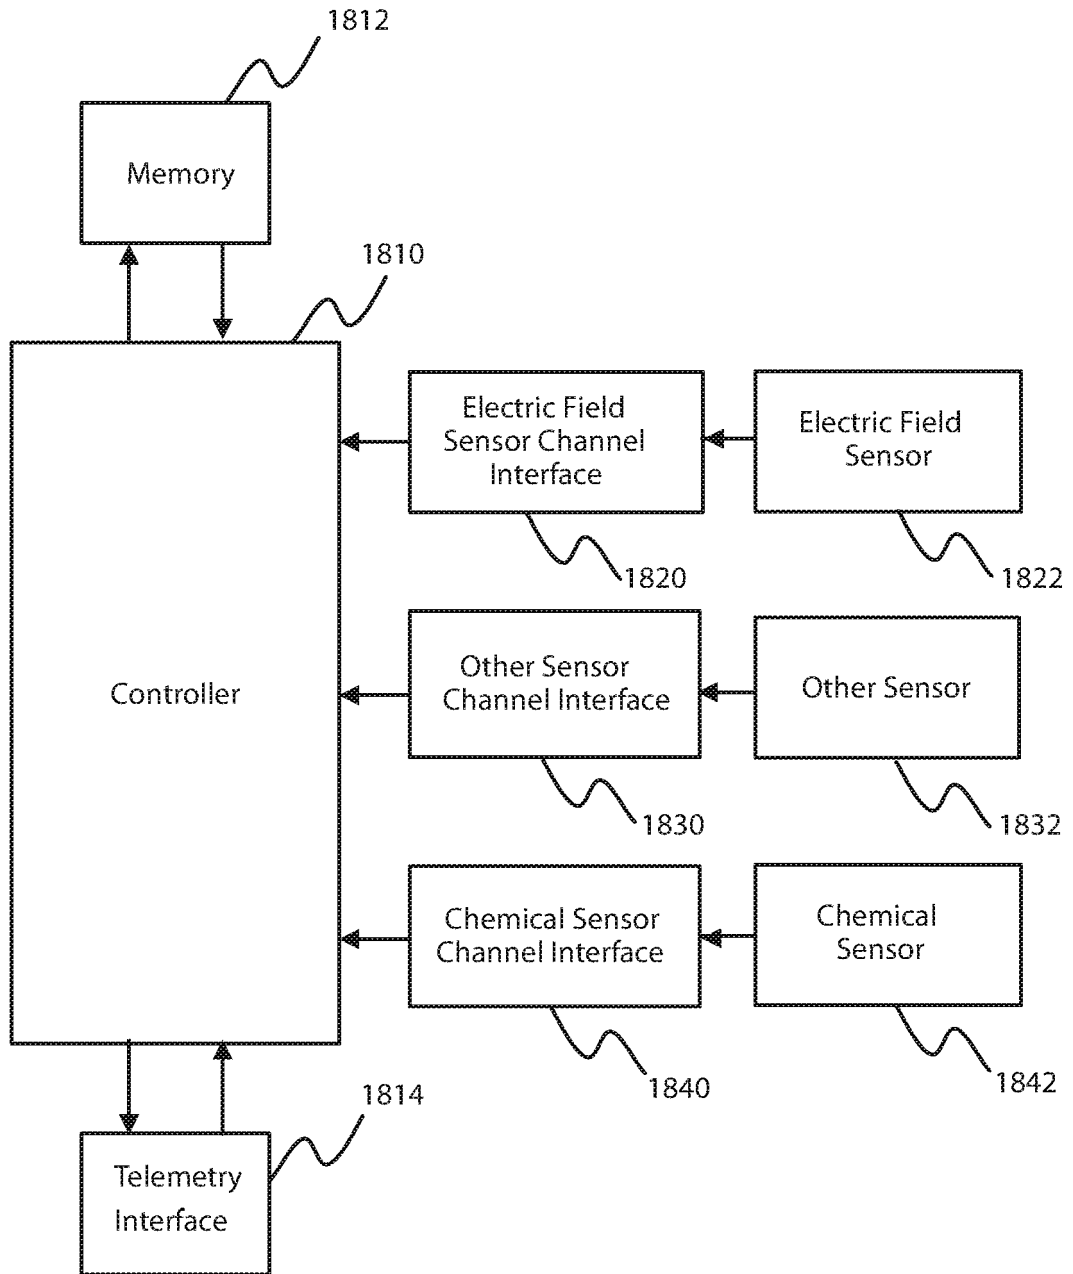 1812
Memory
1810
Electric Field
Sensor Channel
Interface
Electric Field
Sensor
1820
1822
Controller
Other Sensor
Channel Interface
Other Sensor
1830
1832
Chemical Sensor
Channel Interface
Chemical
Sensor
1840
1842
1814
Telemetry
Interface